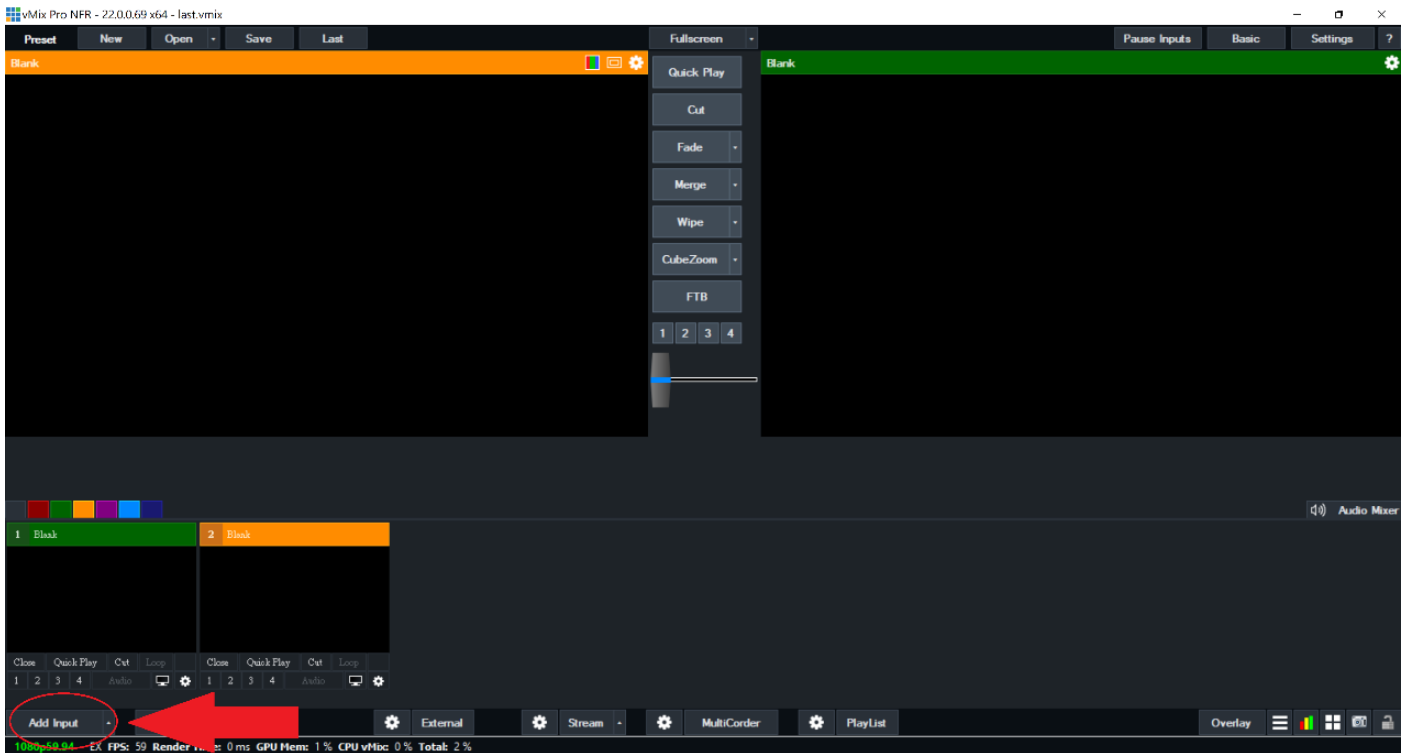 vMix Pro NFR - 22.0.0.69 x64 - last.vmix
Preset New Open Save Last Fullscreen Pause Inputs Basic Settings ?
Blank
Blank
Quick Play
Cut
Fade
Merge
Wipe
CubeZoom
FTB
1 2 3 4
Audio Mixer
1 Blank 2 Blank
Close Quick Play Cut Loop Close Quick Play Cut Loop
1 2 3 4 Audio 1 2 3 4 Audio
Add Input External Stream MultiCorder PlayList Overlay
1080p59.94 EX FPS: 59 Render 0 ms GPU Mem: 1 % CPU vMix: 0 % Total: 2 %